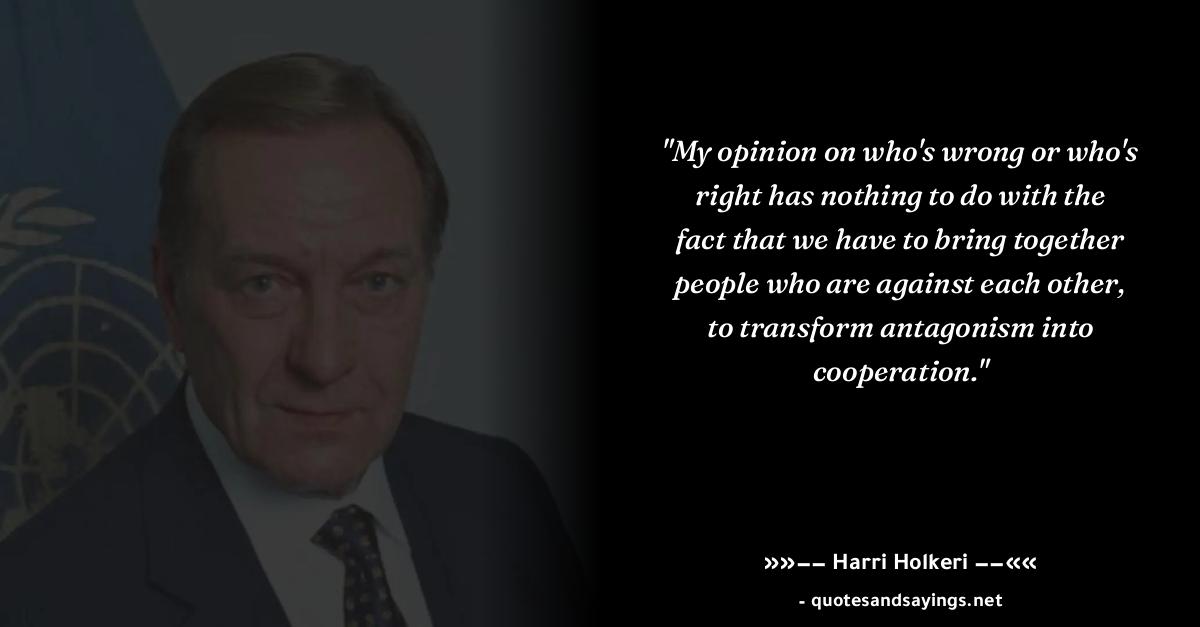 "My opinion on who's wrong or who's
right has nothing to do with the
fact that we have to bring together
people who are against each other,
to transform antagonism into
cooperation."
»»−− Harri Holkeri −−««
- quotesandsayings.net